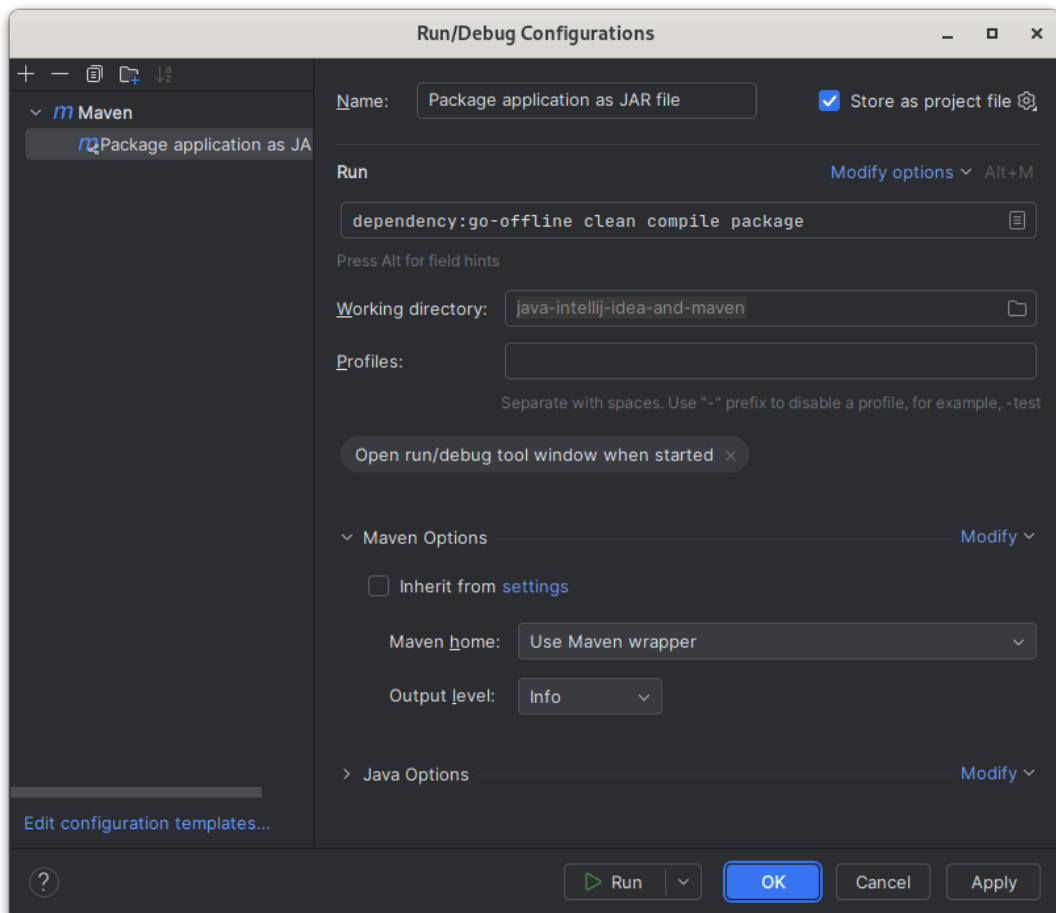 Run/Debug Configurations
Maven
Package application as JA
Edit configuration templates...
Name: Package application as JAR file
Store as project file
Run
Modify options Alt+M
dependency:go-offline clean compile package
Press Alt for field hints
Working directory: java-intellij-idea-and-maven
Profiles:
Separate with spaces. Use "-" prefix to disable a profile, for example, -test
Open run/debug tool window when started
Maven Options Modify
Inherit from settings
Maven home: Use Maven wrapper
Output level: Info
Java Options Modify
? Run OK Cancel Apply